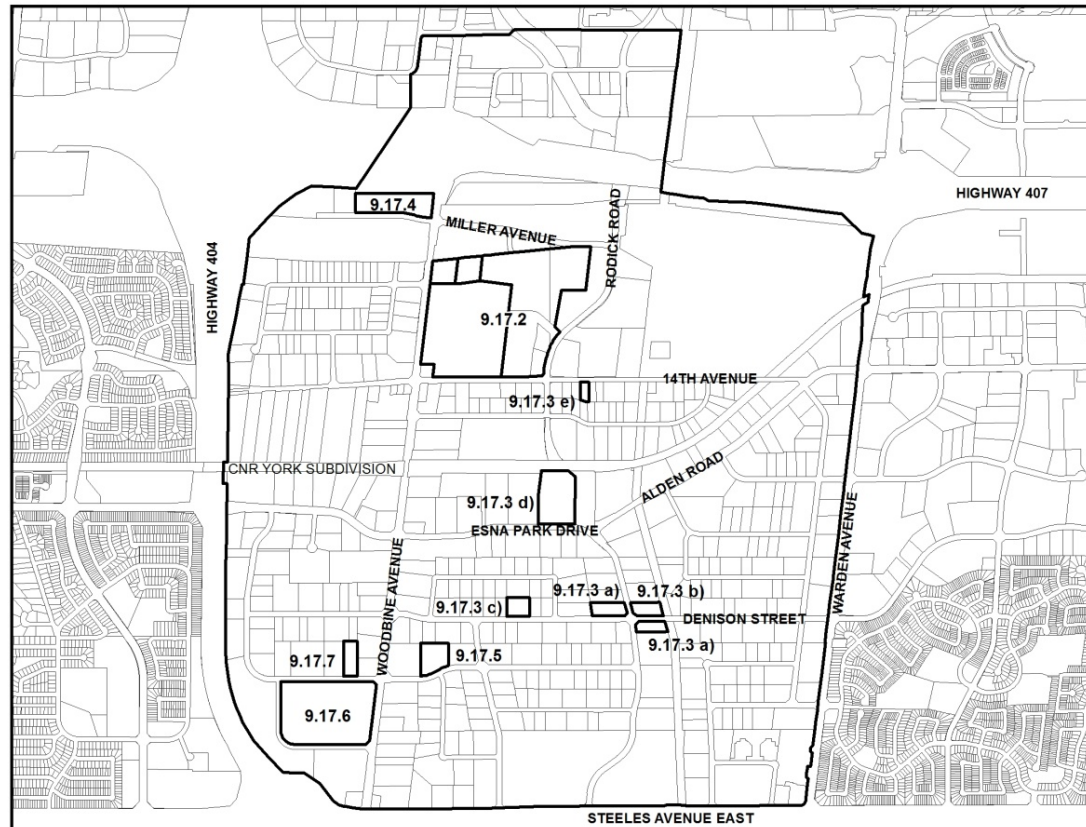 HIGHWAY 407
9.17.4
MILLER AVENUE
RODICK ROAD
HIGHWAY 404
9.17.2
14TH AVENUE
9.17.3 e)
CNR YORK SUBDIVISION
ALDEN ROAD
9.17.3 d)
ESNA PARK DRIVE
WOODBINE AVENUE
WARDEN AVENUE
9.17.3 a)
9.17.3 b)
9.17.3 c)
DENISON STREET
9.17.3 a)
9.17.7
9.17.5
9.17.6
STEELES AVENUE EAST